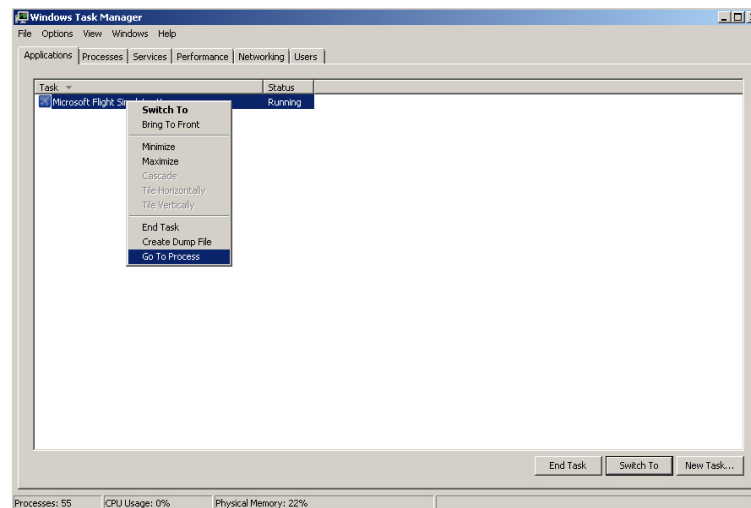 Windows Task Manager
File Options View Windows Help
Applications Processes Services Performance Networking Users
Task Status
Microsoft Flight Running
Switch To
Bring To Front
Minimize
Maximize
Cascade
Tile Horizontally
Tile Vertically
End Task
Create Dump File
Go To Process
End Task Switch To New Task...
Processes: 55 CPU Usage: 0% Physical Memory: 22%